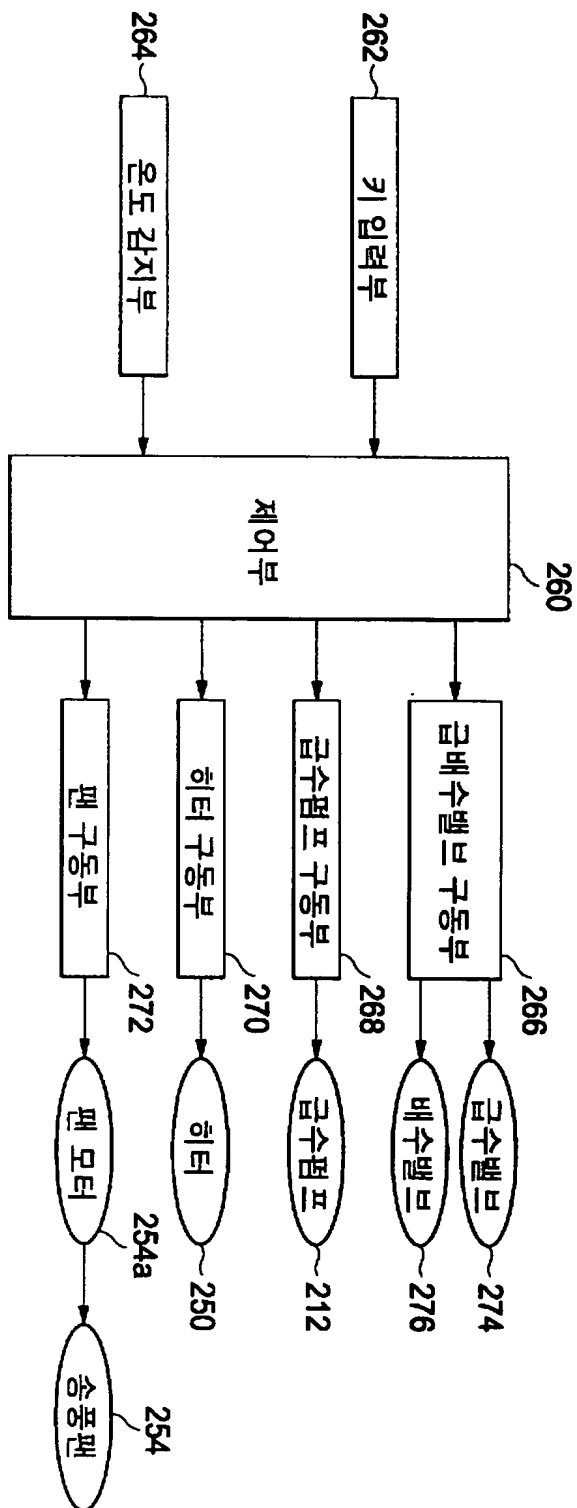 262
키 입력부
264
온도 감지부
260
제어부
급배수밸브 구동부
266
급수밸브
274
배수밸브
276
급수펌프 구동부
268
급수펌프
212
히터 구동부
270
히터
250
팬 구동부
272
팬 모터
254a
송풍팬
254